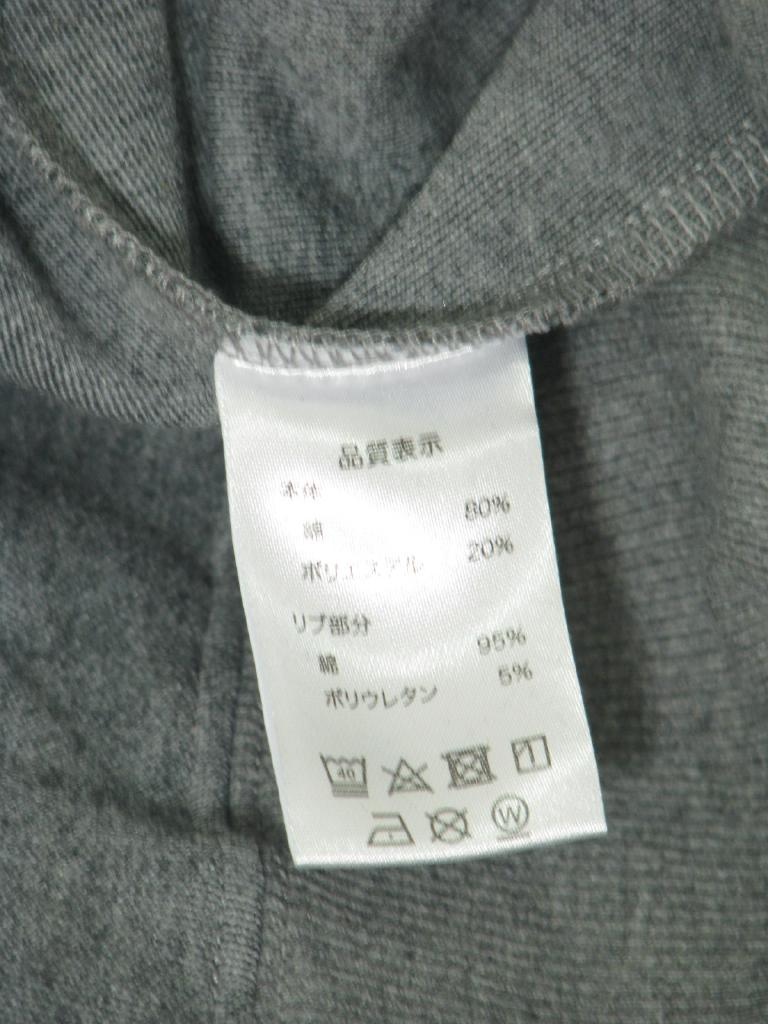 品質表示
本体
綿 80%
ポリエステル 20%
リブ部分
綿 95%
ポリウレタン 5%
40
W